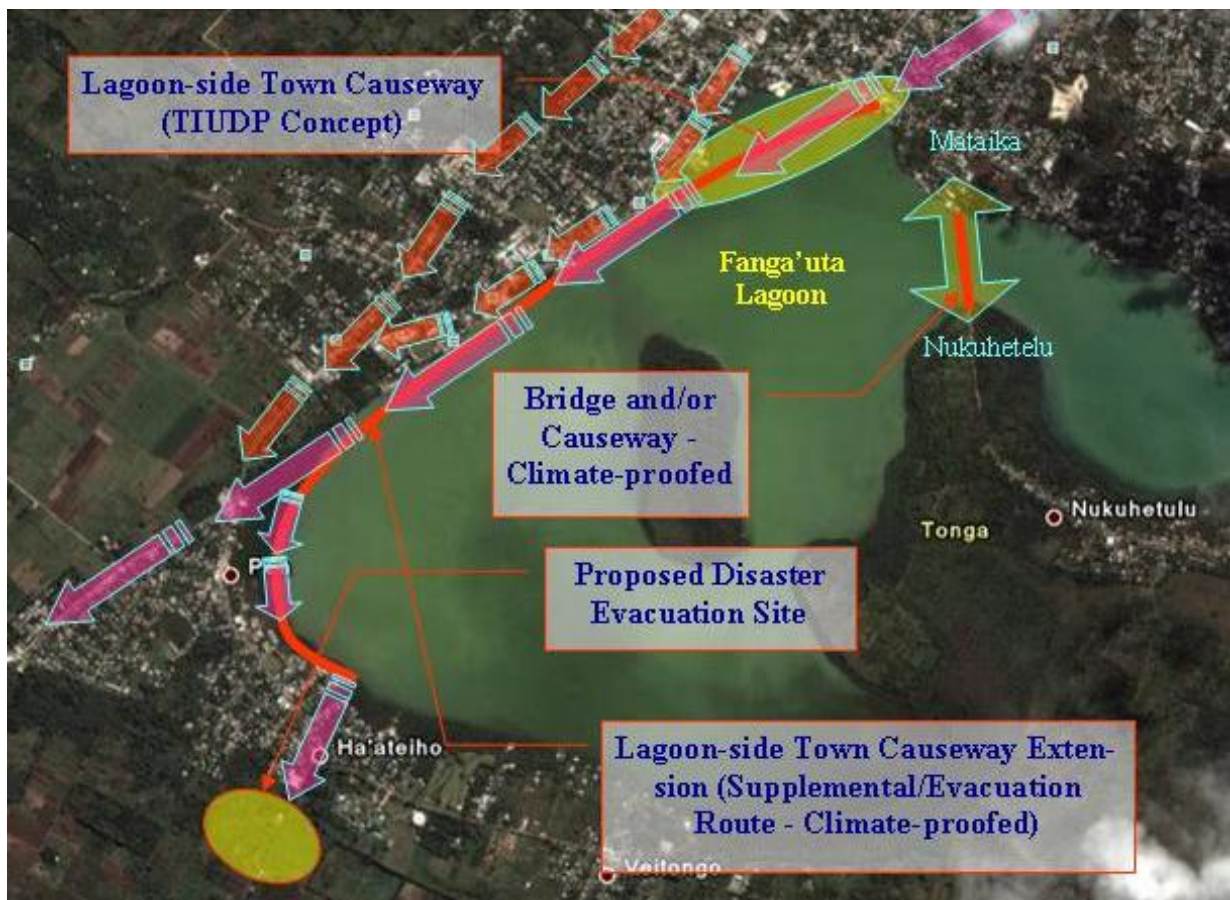 Lagoon-side Town Causeway
(TIUDP Concept)
Mataika
Fanga’uta
Lagoon
Nukuhetelu
Bridge and/or
Causeway -
Climate-proofed
Nukuhetulu
Tonga
Proposed Disaster
Evacuation Site
Ha'ateiho
Lagoon-side Town Causeway Exten-
sion (Supplemental/Evacuation
Route - Climate-proofed)
Veitongo